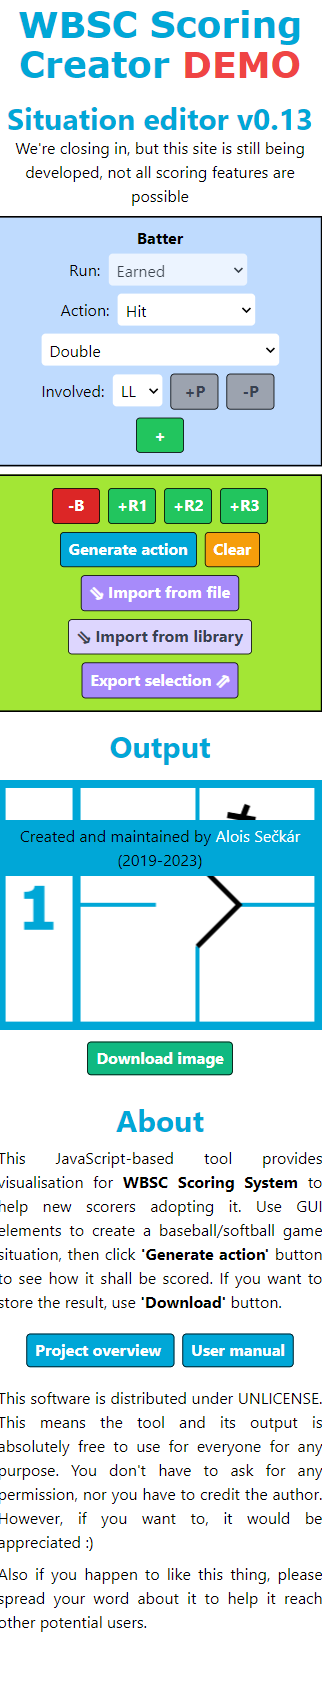 WBSC Scoring
Creator DEMO
Situation editor v0.13
We're closing in, but this site is still being
developed, not all scoring features are
possible
Batter
Run: Earned
Action: Hit
Double
Involved: LL +P -P
+
-B +R1 +R2 +R3
Generate action Clear
⇘ Import from file
⇘ Import from library
Export selection ⇗
Output
Created and maintained by Alois Sečkár
(2019-2023)
1
Download image
About
This JavaScript-based tool provides
visualisation for WBSC Scoring System to
help new scorers adopting it. Use GUI
elements to create a baseball/softball game
situation, then click 'Generate action' button
to see how it shall be scored. If you want to
store the result, use 'Download' button.
Project overview User manual
This software is distributed under UNLICENSE.
This means the tool and its output is
absolutely free to use for everyone for any
purpose. You don't have to ask for any
permission, nor you have to credit the author.
However, if you want to, it would be
appreciated :)
Also if you happen to like this thing, please
spread your word about it to help it reach
other potential users.